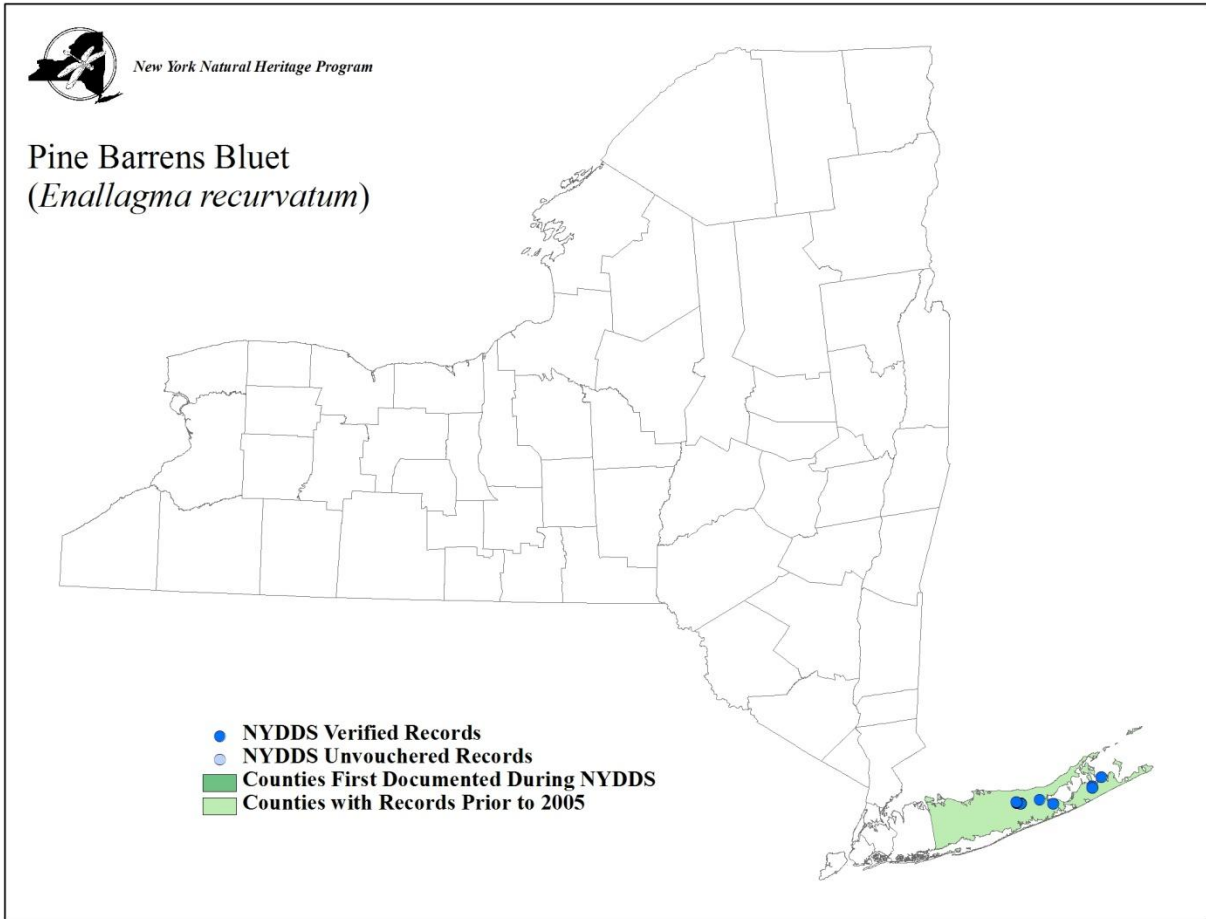 New York Natural Heritage Program
Pine Barrens Bluet
(Enallagma recurvatum)
NYDDS Verified Records
NYDDS Unvouchered Records
Counties First Documented During NYDDS
Counties with Records Prior to 2005